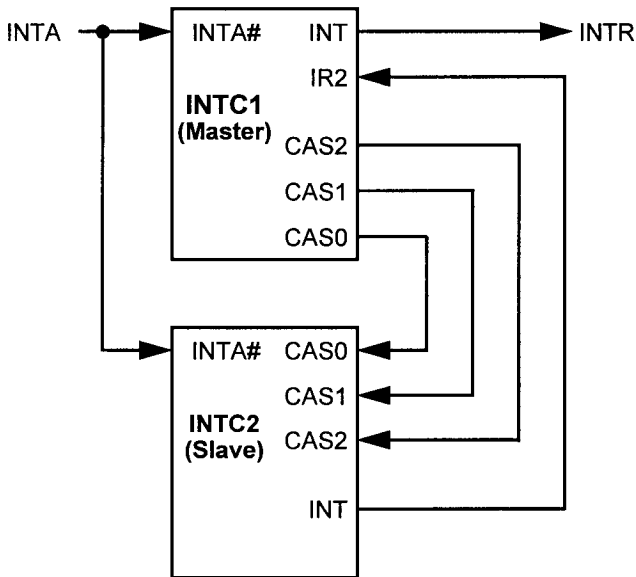 INTA INTA# INT INTR
IR2
INTC1
(Master)
CAS2
CAS1
CAS0
INTA# CAS0
CAS1
INTC2
(Slave)
CAS2
INT